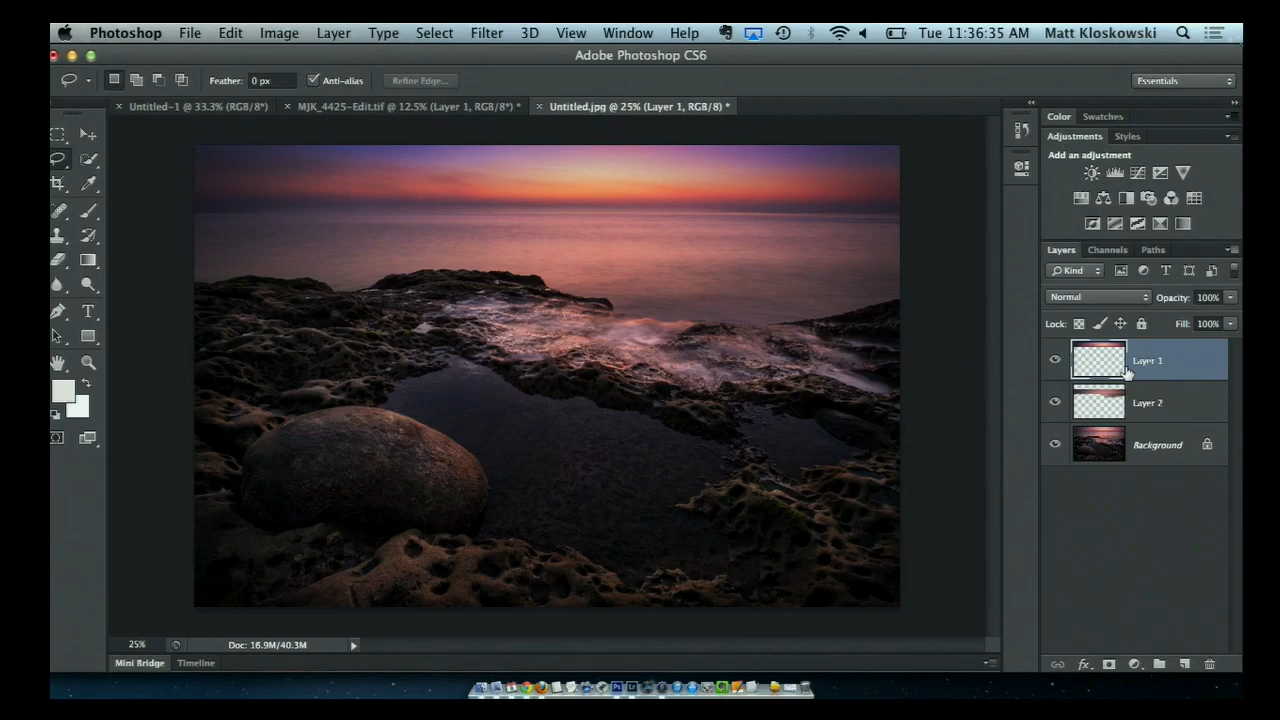 Photoshop File Edit Image Layer Type Select Filter 3D View Window Help Tue 11:36:35 AM Matt Kloskowski
Adobe Photoshop CS6
Feather: 0 px Anti-alias Refine Edge... Essentials
× Untitled-1 @ 33.3% (RGB/8*) × MJK_4425-Edit.tif @ 12.5% (Layer 1, RGB/8*) * × Untitled.jpg @ 25% (Layer 1, RGB/8) *
Color Swatches
Adjustments Styles
Add an adjustment
Layers Channels Paths
Kind
Normal Opacity: 100%
Lock: Fill: 100%
Layer 1
Layer 2
Background
25% Doc: 16.9M/40.3M
Mini Bridge Timeline